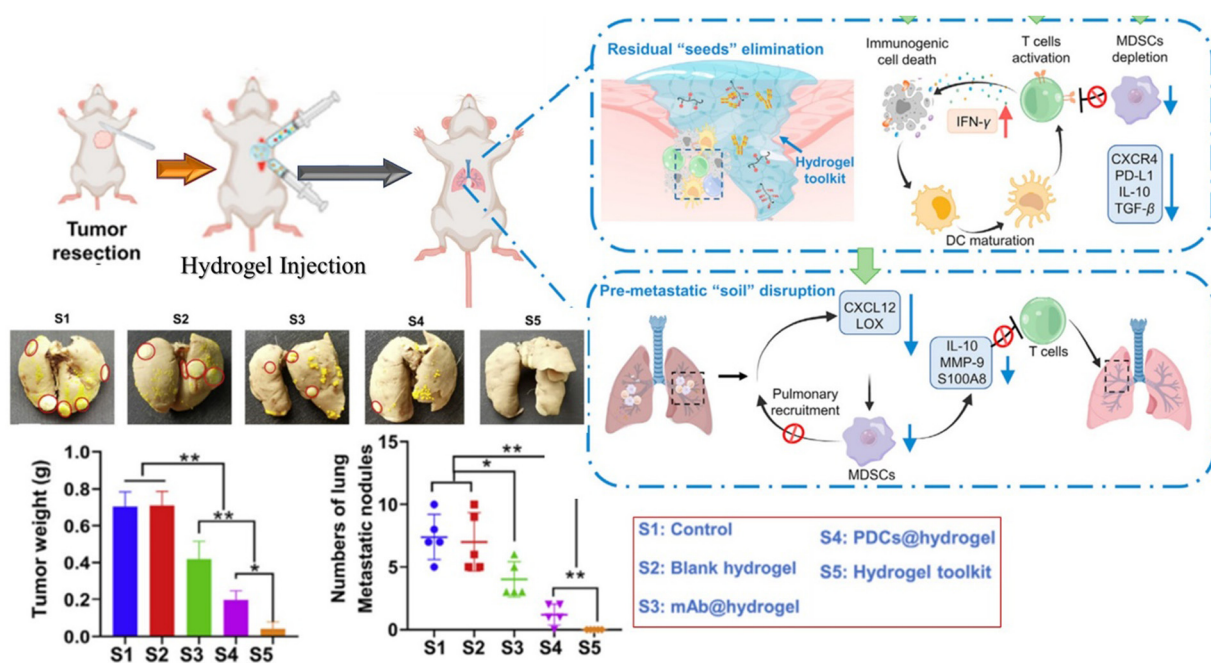 Tumor
resection
Hydrogel Injection
Residual "seeds" elimination
Hydrogel
toolkit
Immunogenic
cell death
T cells
activation
MDSCs
depletion
IFN-γ
CXCR4
PD-L1
IL-10
TGF-β
DC maturation
Pre-metastatic "soil" disruption
CXCL12
LOX
Pulmonary
recruitment
MDSCs
IL-10
MMP-9
S100A8
T cells
S1
S2
S3
S4
S5
Tumor weight (g)
1.0
0.8
0.6
0.4
0.2
0.0
**
**
*
S1 S2 S3 S4 S5
Numbers of lung
Metastatic nodules
15
10
5
0
**
*
**
S1 S2 S3 S4 S5
S1: Control
S2: Blank hydrogel
S3: mAb@hydrogel
S4: PDCs@hydrogel
S5: Hydrogel toolkit